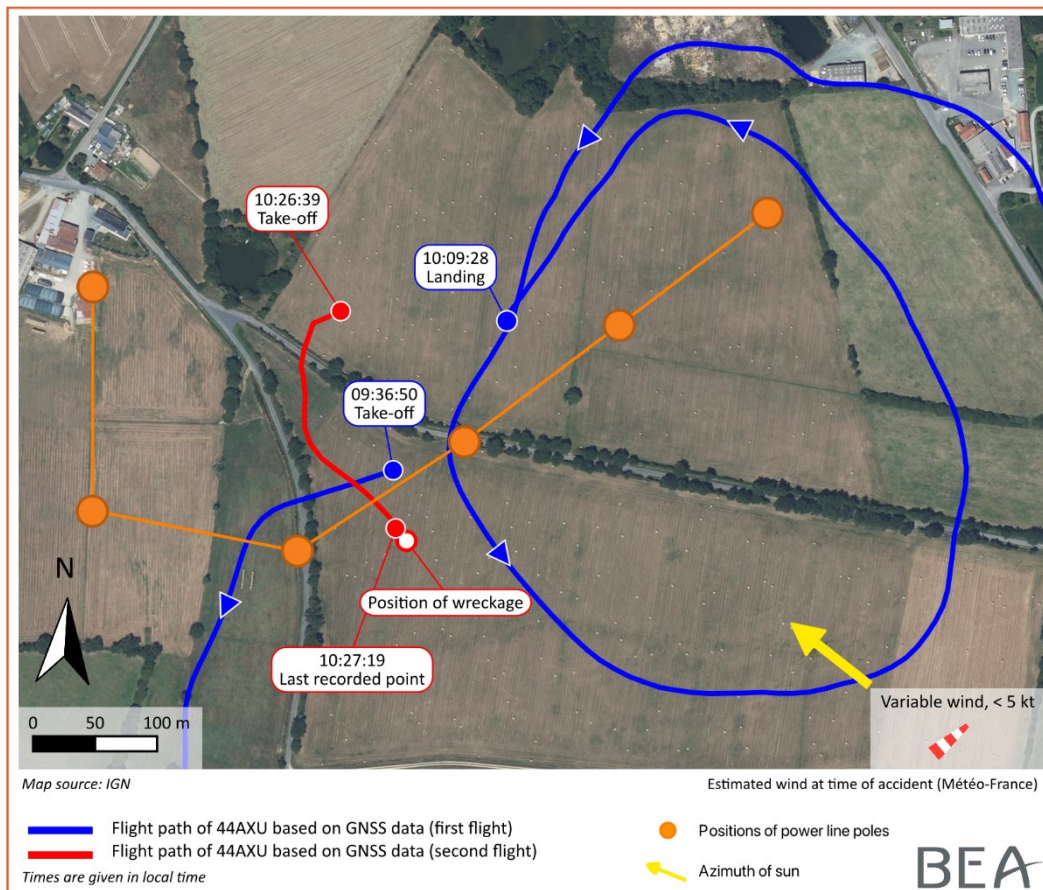 10:26:39
Take-off
10:09:28
Landing
09:36:50
Take-off
N
Position of wreckage
10:27:19
Last recorded point
0 50 100 m
Variable wind, < 5 kt
Map source: IGN
Estimated wind at time of accident (Météo-France)
Flight path of 44AXU based on GNSS data (first flight)
Flight path of 44AXU based on GNSS data (second flight)
Times are given in local time
Positions of power line poles
Azimuth of sun
BEA